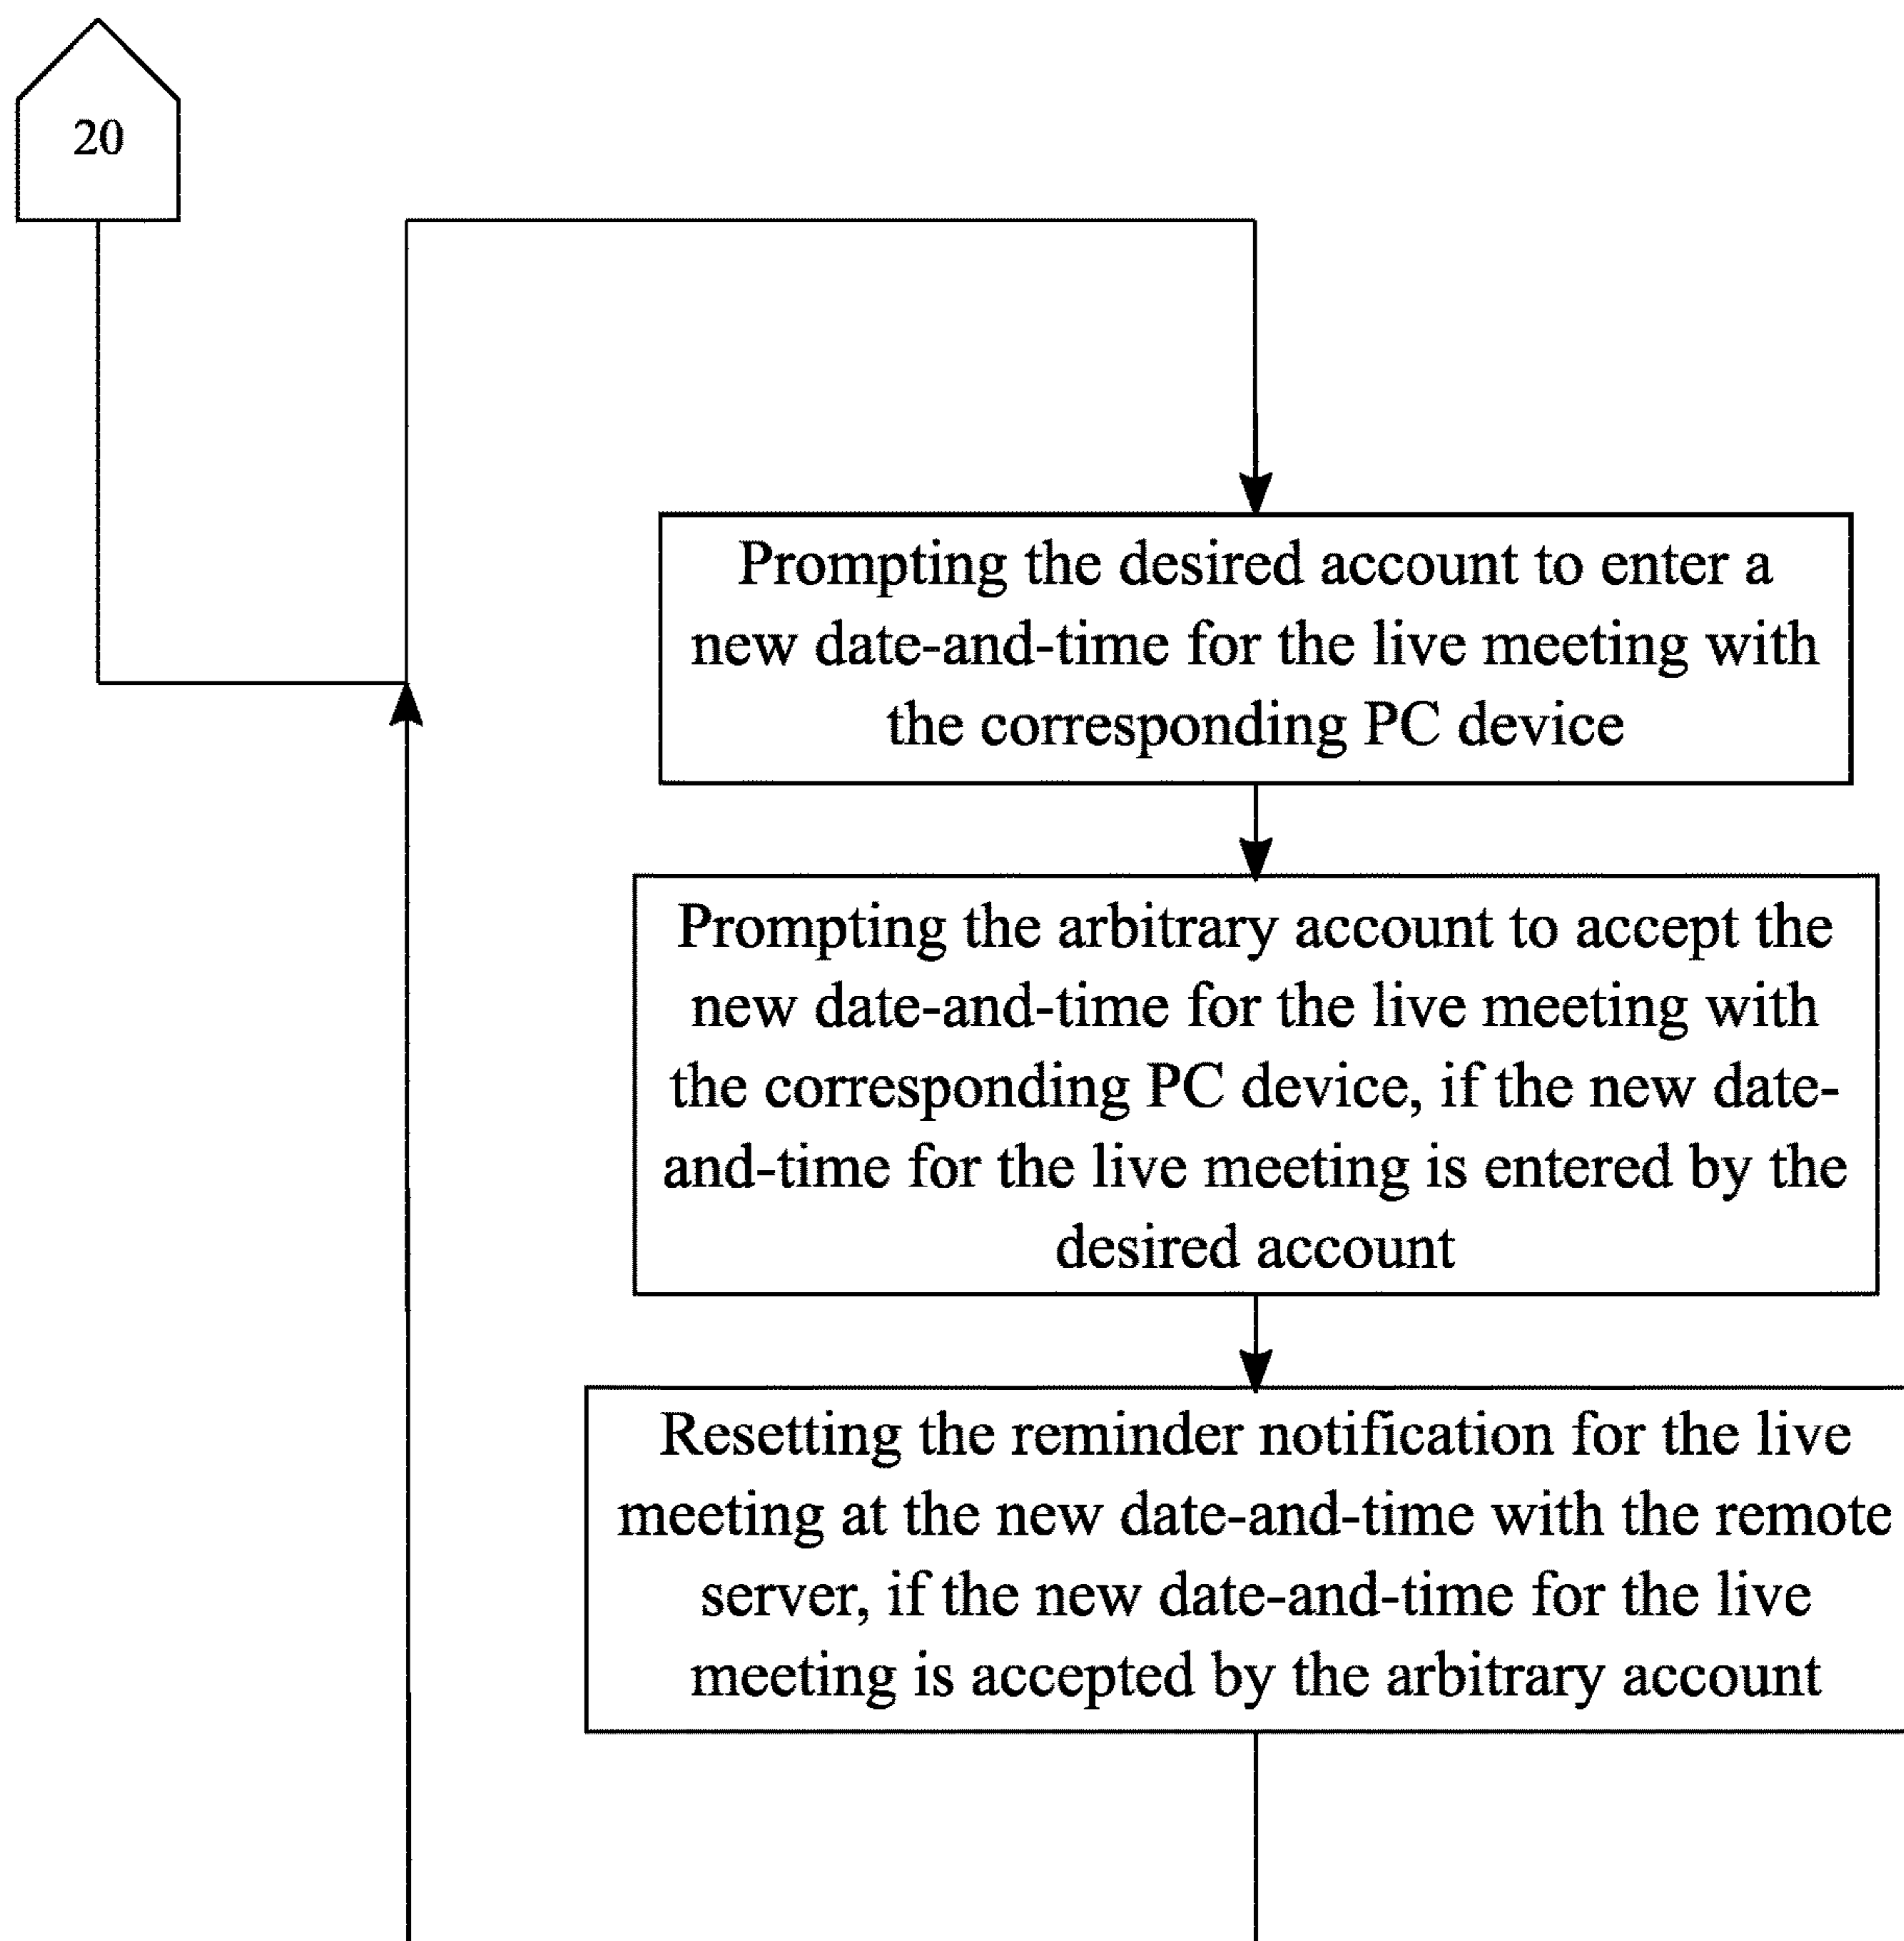 20
Prompting the desired account to enter a
new date-and-time for the live meeting with
the corresponding PC device
Prompting the arbitrary account to accept the
new date-and-time for the live meeting with
the corresponding PC device, if the new date-
and-time for the live meeting is entered by the
desired account
Resetting the reminder notification for the live
meeting at the new date-and-time with the remote
server, if the new date-and-time for the live
meeting is accepted by the arbitrary account